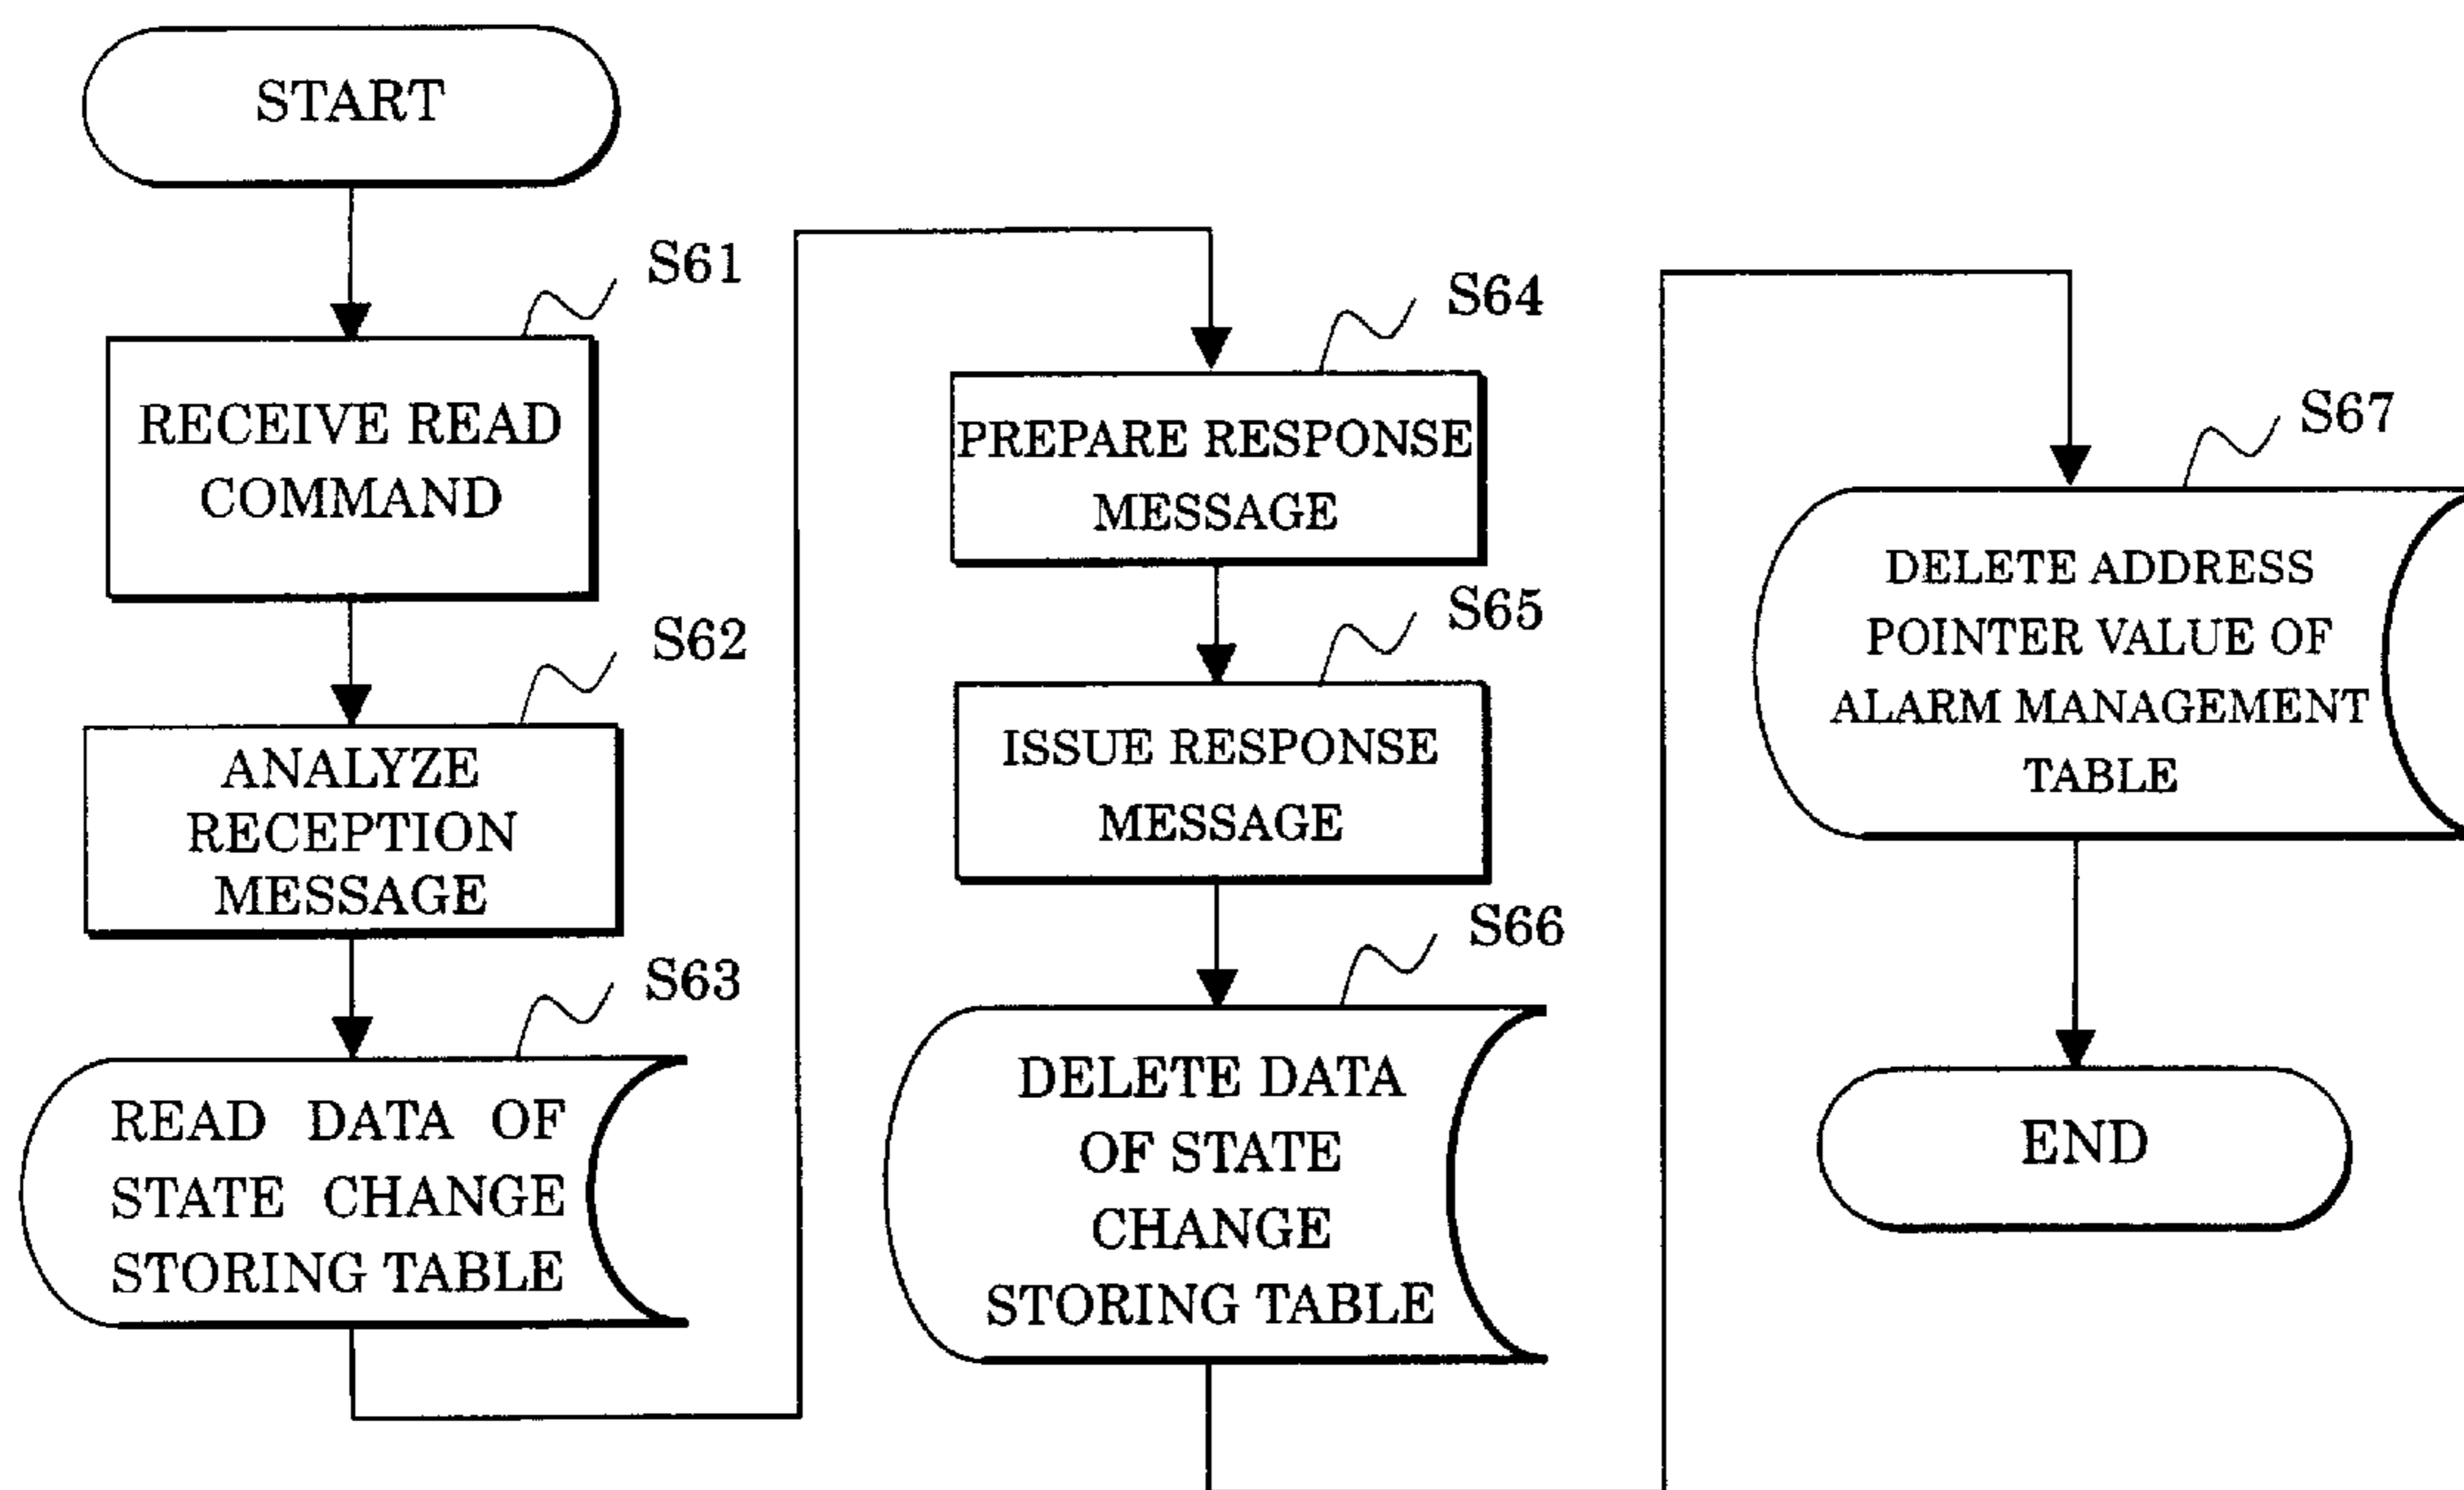 START
S61
RECEIVE READ
COMMAND
S62
ANALYZE
RECEPTION
MESSAGE
S63
READ DATA OF
STATE CHANGE
STORING TABLE
S64
PREPARE RESPONSE
MESSAGE
S65
ISSUE RESPONSE
MESSAGE
S66
DELETE DATA
OF STATE
CHANGE
STORING TABLE
S67
DELETE ADDRESS
POINTER VALUE OF
ALARM MANAGEMENT
TABLE
END